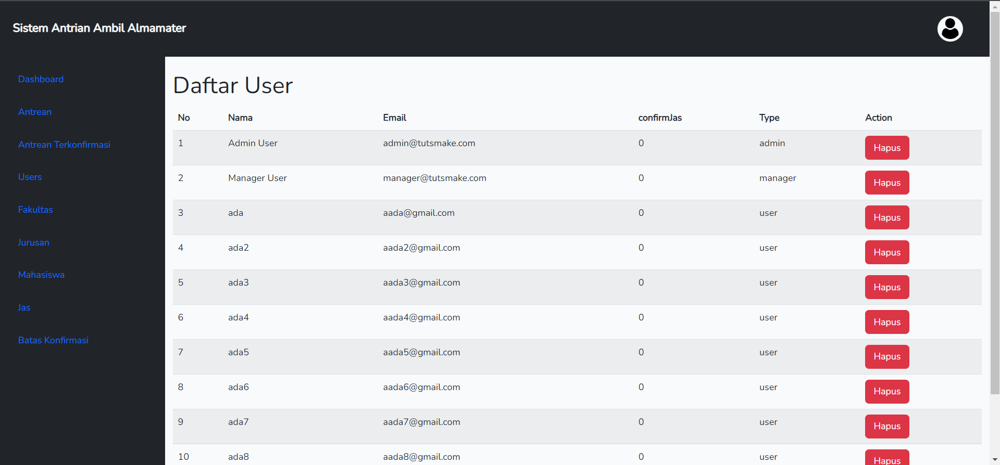 Sistem Antrian Ambil Almamater
Dashboard
Antrean
Antrean Terkonfirmasi
Users
Fakultas
Jurusan
Mahasiswa
Jas
Batas Konfirmasi
Daftar User
No Nama Email confirmJas Type Action
1 Admin User admin@tutsmake.com 0 admin Hapus
2 Manager User manager@tutsmake.com 0 manager Hapus
3 ada aada@gmail.com 0 user Hapus
4 ada2 aada2@gmail.com 0 user Hapus
5 ada3 aada3@gmail.com 0 user Hapus
6 ada4 aada4@gmail.com 0 user Hapus
7 ada5 aada5@gmail.com 0 user Hapus
8 ada6 aada6@gmail.com 0 user Hapus
9 ada7 aada7@gmail.com 0 user Hapus
10 ada8 aada8@gmail.com 0 user Hapus